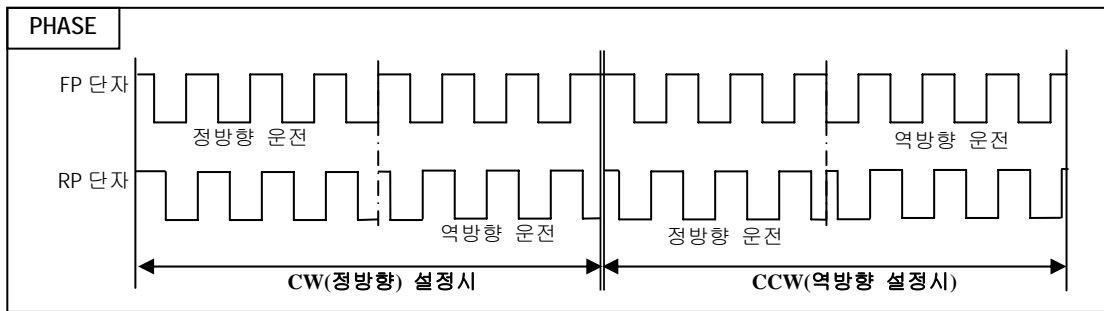 PHASE
FP 단자
정방향 운전
역방향 운전
RP 단자
역방향 운전
정방향 운전
CW(정방향) 설정시
CCW(역방향 설정시)